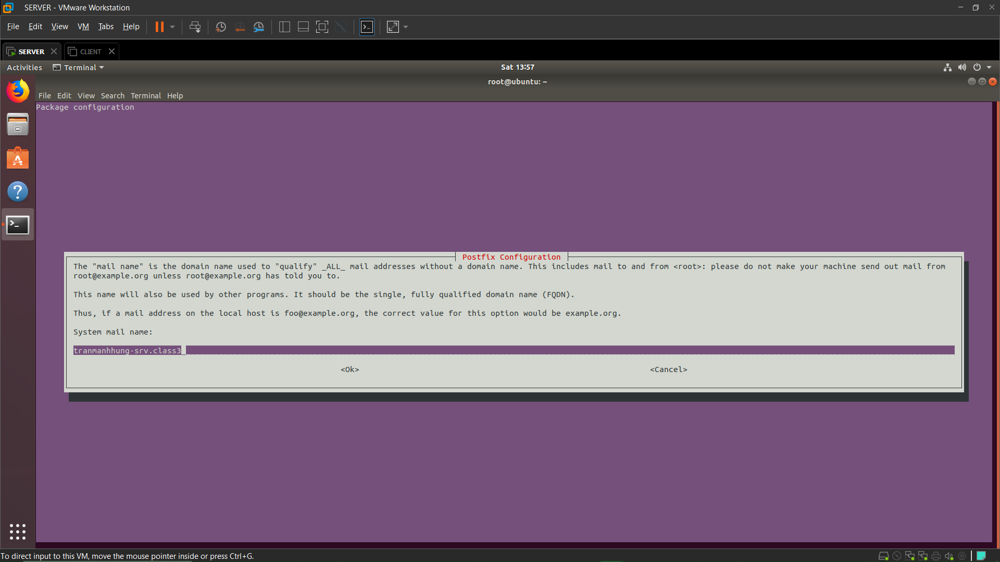 SERVER - VMware Workstation
File Edit View VM Tabs Help
SERVER CLIENT
Activities Terminal Sat 13:57
root@ubuntu: ~
File Edit View Search Terminal Help
Package configuration
Postfix Configuration
The "mail name" is the domain name used to "qualify" _ALL_ mail addresses without a domain name. This includes mail to and from <root>: please do not make your machine send out mail from
root@example.org unless root@example.org has told you to.
This name will also be used by other programs. It should be the single, fully qualified domain name (FQDN).
Thus, if a mail address on the local host is foo@example.org, the correct value for this option would be example.org.
System mail name:
tranmanhhung-srv.class3
<Ok> <Cancel>
To direct input to this VM, move the mouse pointer inside or press Ctrl+G.